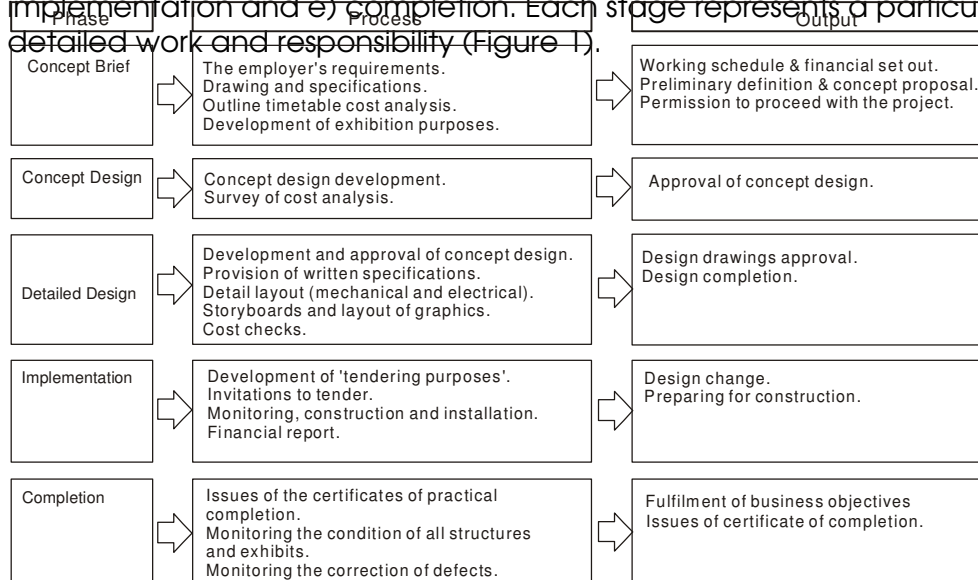 implementation and e) completion. Each stage represents a particu
Phase Process Output
detailed work and responsibility (Figure 1).
Concept Brief
The employer's requirements.
Drawing and specifications.
Outline timetable cost analysis.
Development of exhibition purposes.
Working schedule & financial set out.
Preliminary definition & concept proposal.
Permission to proceed with the project.
Concept Design
Concept design development.
Survey of cost analysis.
Approval of concept design.
Detailed Design
Development and approval of concept design.
Provision of written specifications.
Detail layout (mechanical and electrical).
Storyboards and layout of graphics.
Cost checks.
Design drawings approval.
Design completion.
Implementation
Development of 'tendering purposes'.
Invitations to tender.
Monitoring, construction and installation.
Financial report.
Design change.
Preparing for construction.
Completion
Issues of the certificates of practical
completion.
Monitoring the condition of all structures
and exhibits.
Monitoring the correction of defects.
Fulfilment of business objectives
Issues of certificate of completion.